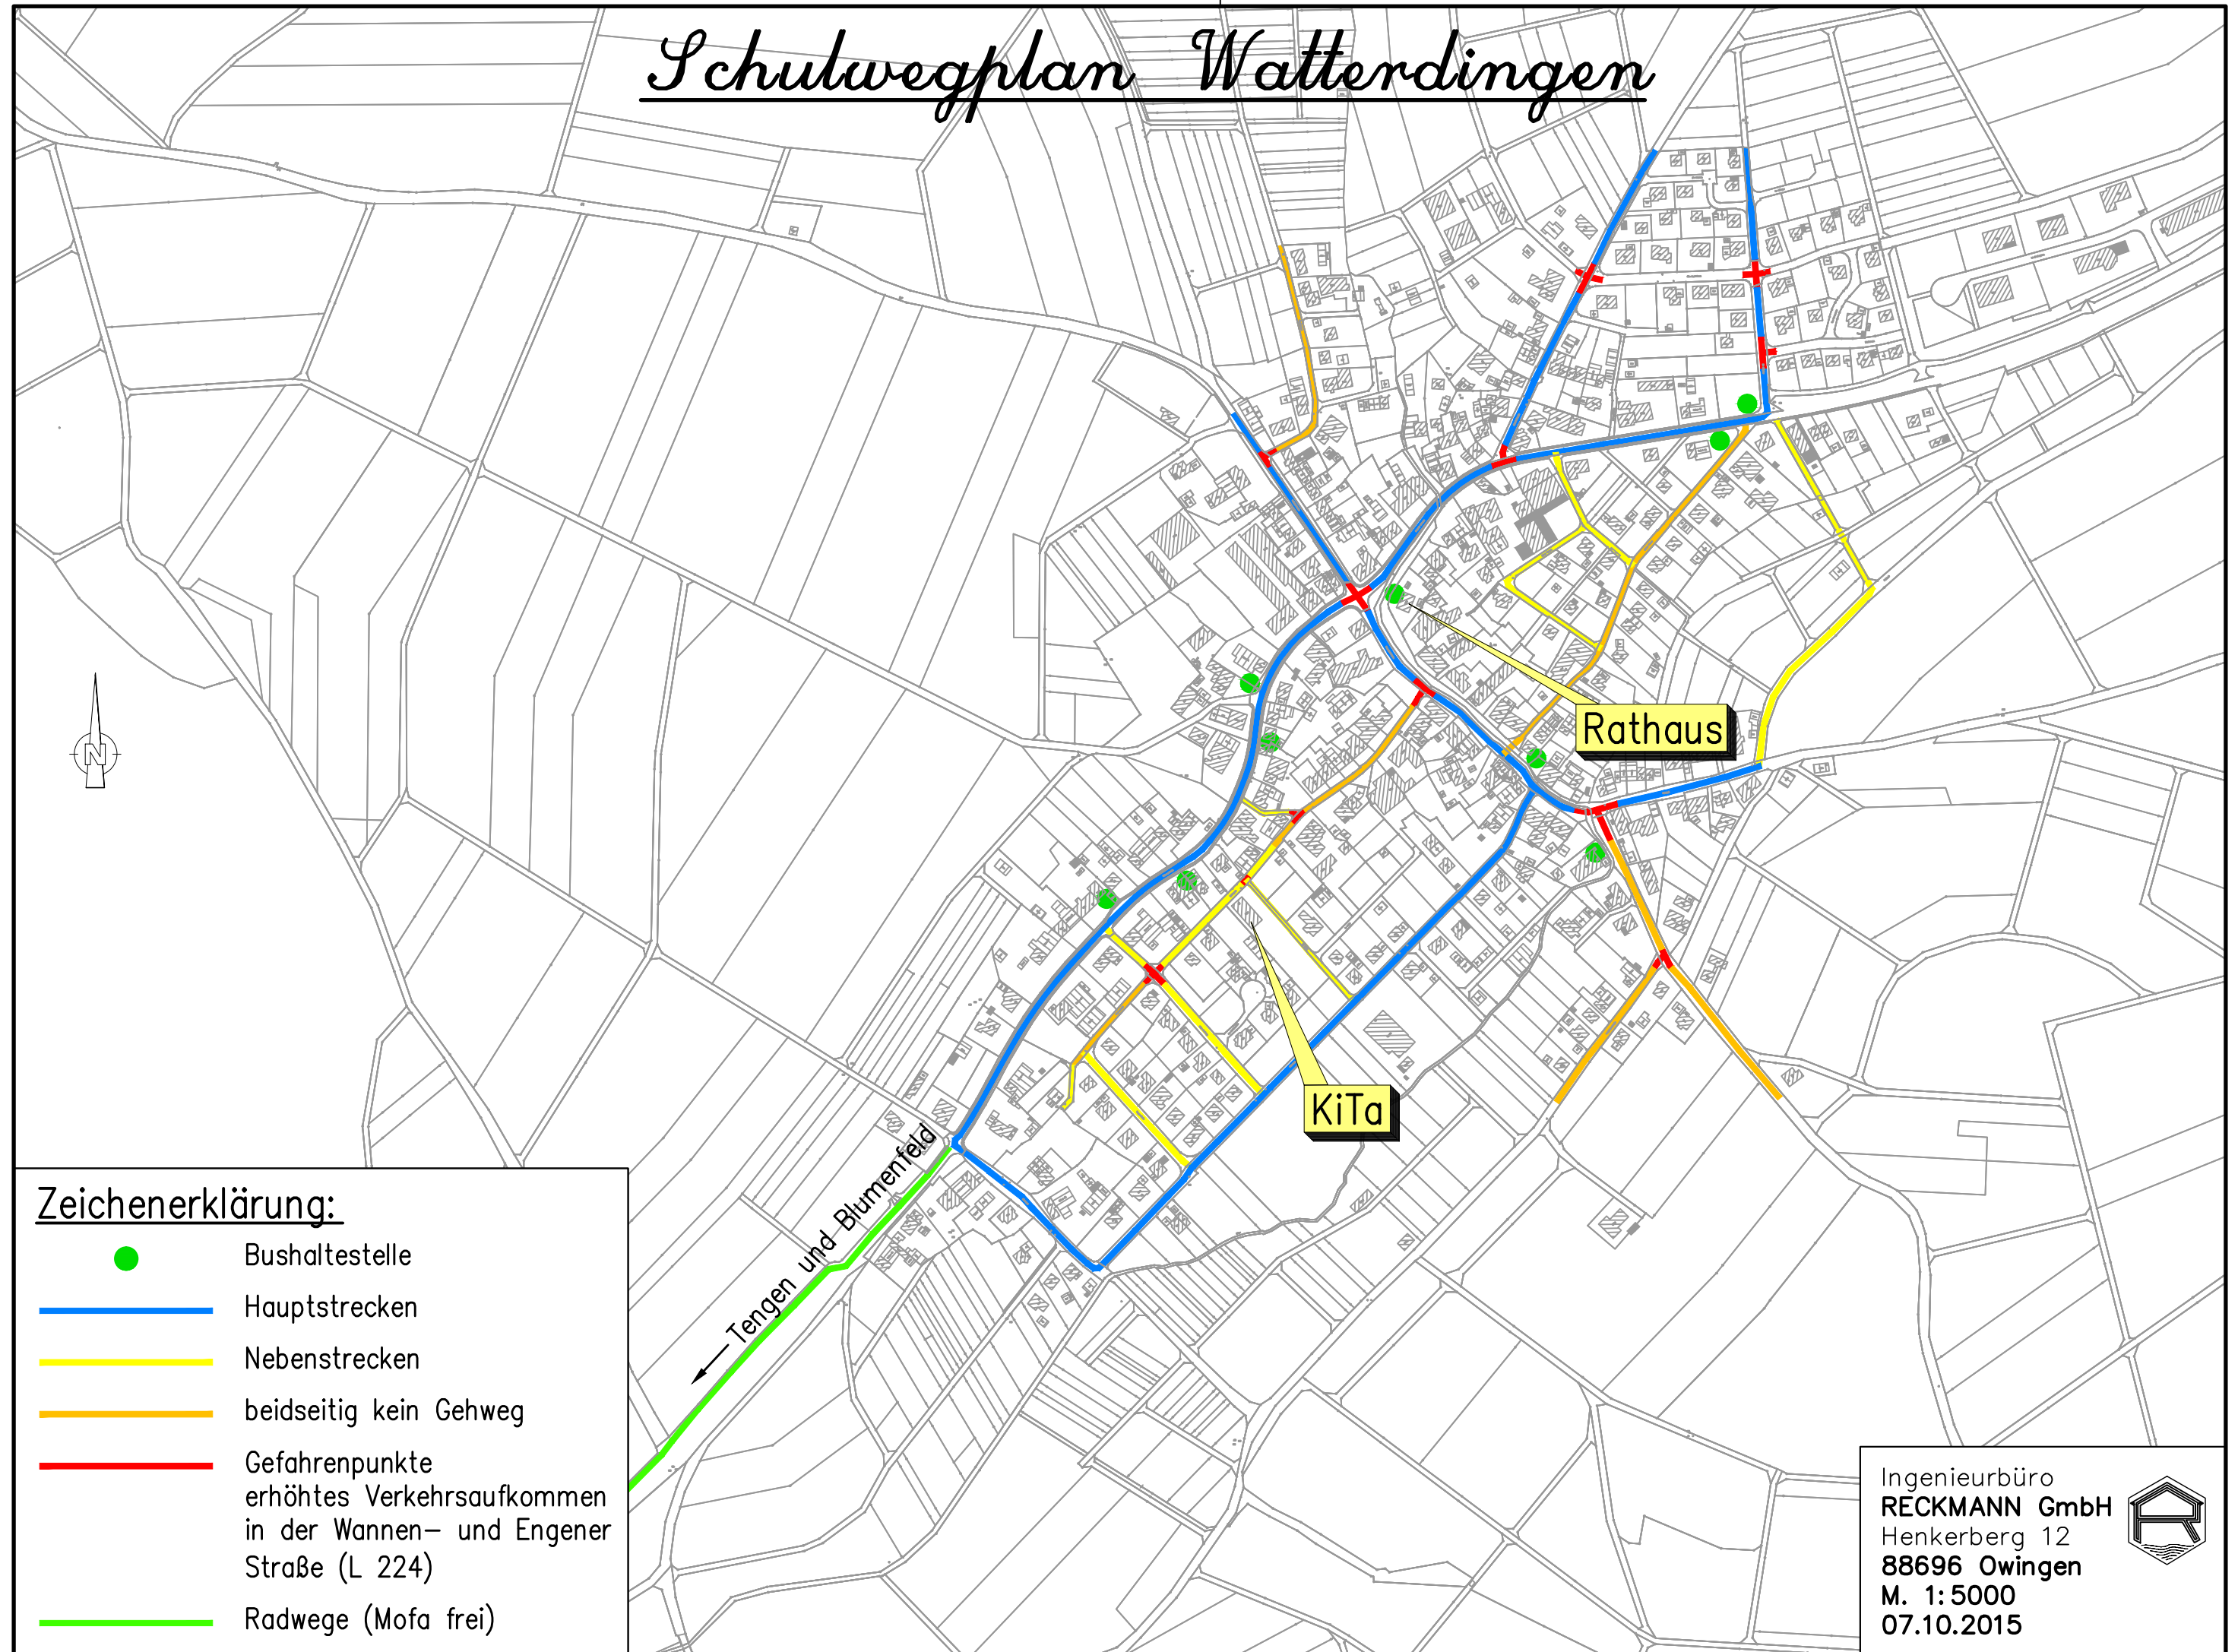 Schulwegplan Watterdingen
Rathaus
KiTa
N
Tengen und Blumenfeld
Zeichenerklärung:
Bushaltestelle
Hauptstrecken
Nebenstrecken
beidseitig kein Gehweg
Gefahrenpunkte
erhöhtes Verkehrsaufkommen
in der Wannen– und Engener
Straße (L 224)
Radwege (Mofa frei)
Ingenieurbüro
RECKMANN GmbH
Henkerberg 12
88696 Owingen
M. 1:5000
07.10.2015